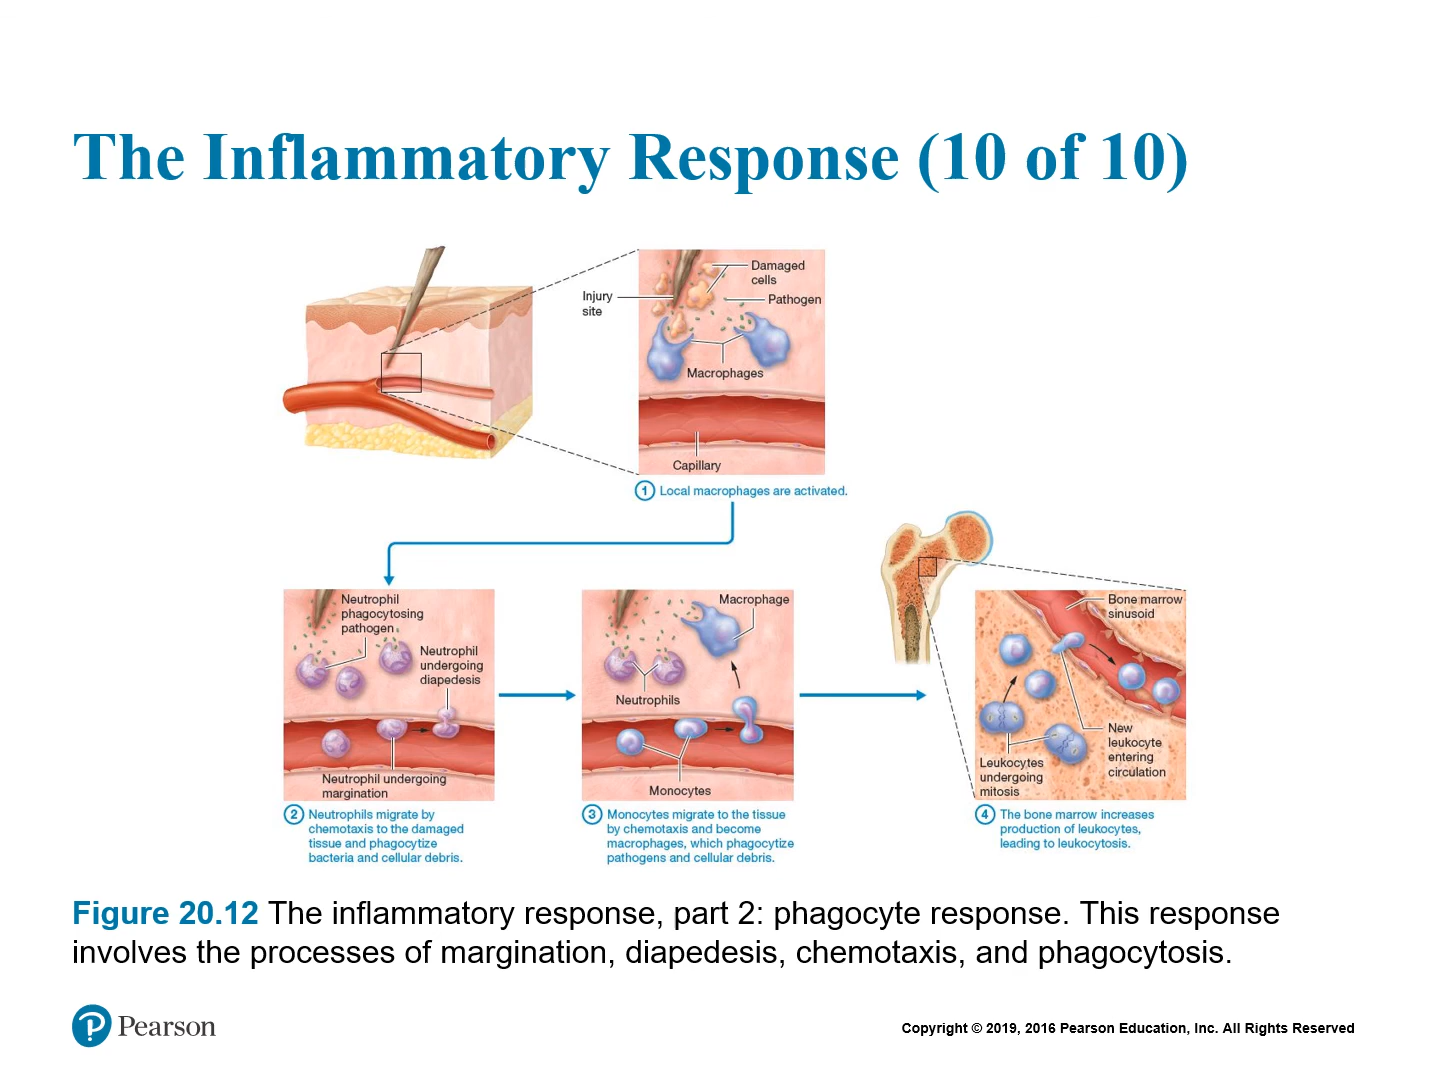 The Inflammatory Response (10 of 10)
Damaged
cells
Injury
site
Pathogen
Macrophages
Capillary
1 Local macrophages are activated.
Neutrophil
phagocytosing
pathogen
Neutrophil
undergoing
diapedesis
Neutrophil undergoing
margination
2 Neutrophils migrate by
chemotaxis to the damaged
tissue and phagocytize
bacteria and cellular debris.
Macrophage
Neutrophils
Monocytes
3 Monocytes migrate to the tissue
by chemotaxis and become
macrophages, which phagocytize
pathogens and cellular debris.
Bone marrow
sinusoid
New
leukocyte
entering
circulation
Leukocytes
undergoing
mitosis
4 The bone marrow increases
production of leukocytes,
leading to leukocytosis.
Figure 20.12 The inflammatory response, part 2: phagocyte response. This response
involves the processes of margination, diapedesis, chemotaxis, and phagocytosis.
P Pearson
Copyright © 2019, 2016 Pearson Education, Inc. All Rights Reserved